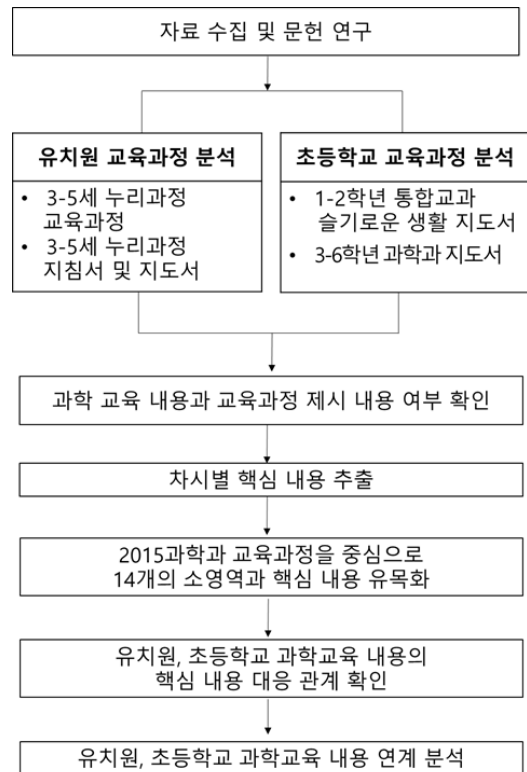 자료 수집 및 문헌 연구
유치원 교육과정 분석
• 3-5세 누리과정
교육과정
• 3-5세 누리과정
지침서 및 지도서
초등학교 교육과정 분석
• 1-2학년 통합교과
슬기로운 생활 지도서
• 3-6학년 과학과 지도서
과학 교육 내용과 교육과정 제시 내용 여부 확인
차시별 핵심 내용 추출
2015과학과 교육과정을 중심으로
14개의 소영역과 핵심 내용 유목화
유치원, 초등학교 과학교육 내용의
핵심 내용 대응 관계 확인
유치원, 초등학교 과학교육 내용 연계 분석